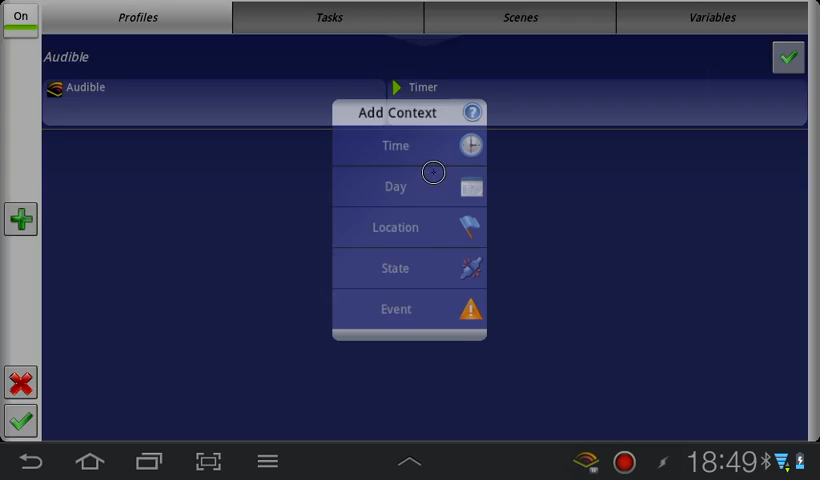 On
Profiles
Tasks
Scenes
Variables
Audible
Audible
Timer
Add Context
Time
Day
Location
State
Event
18:49